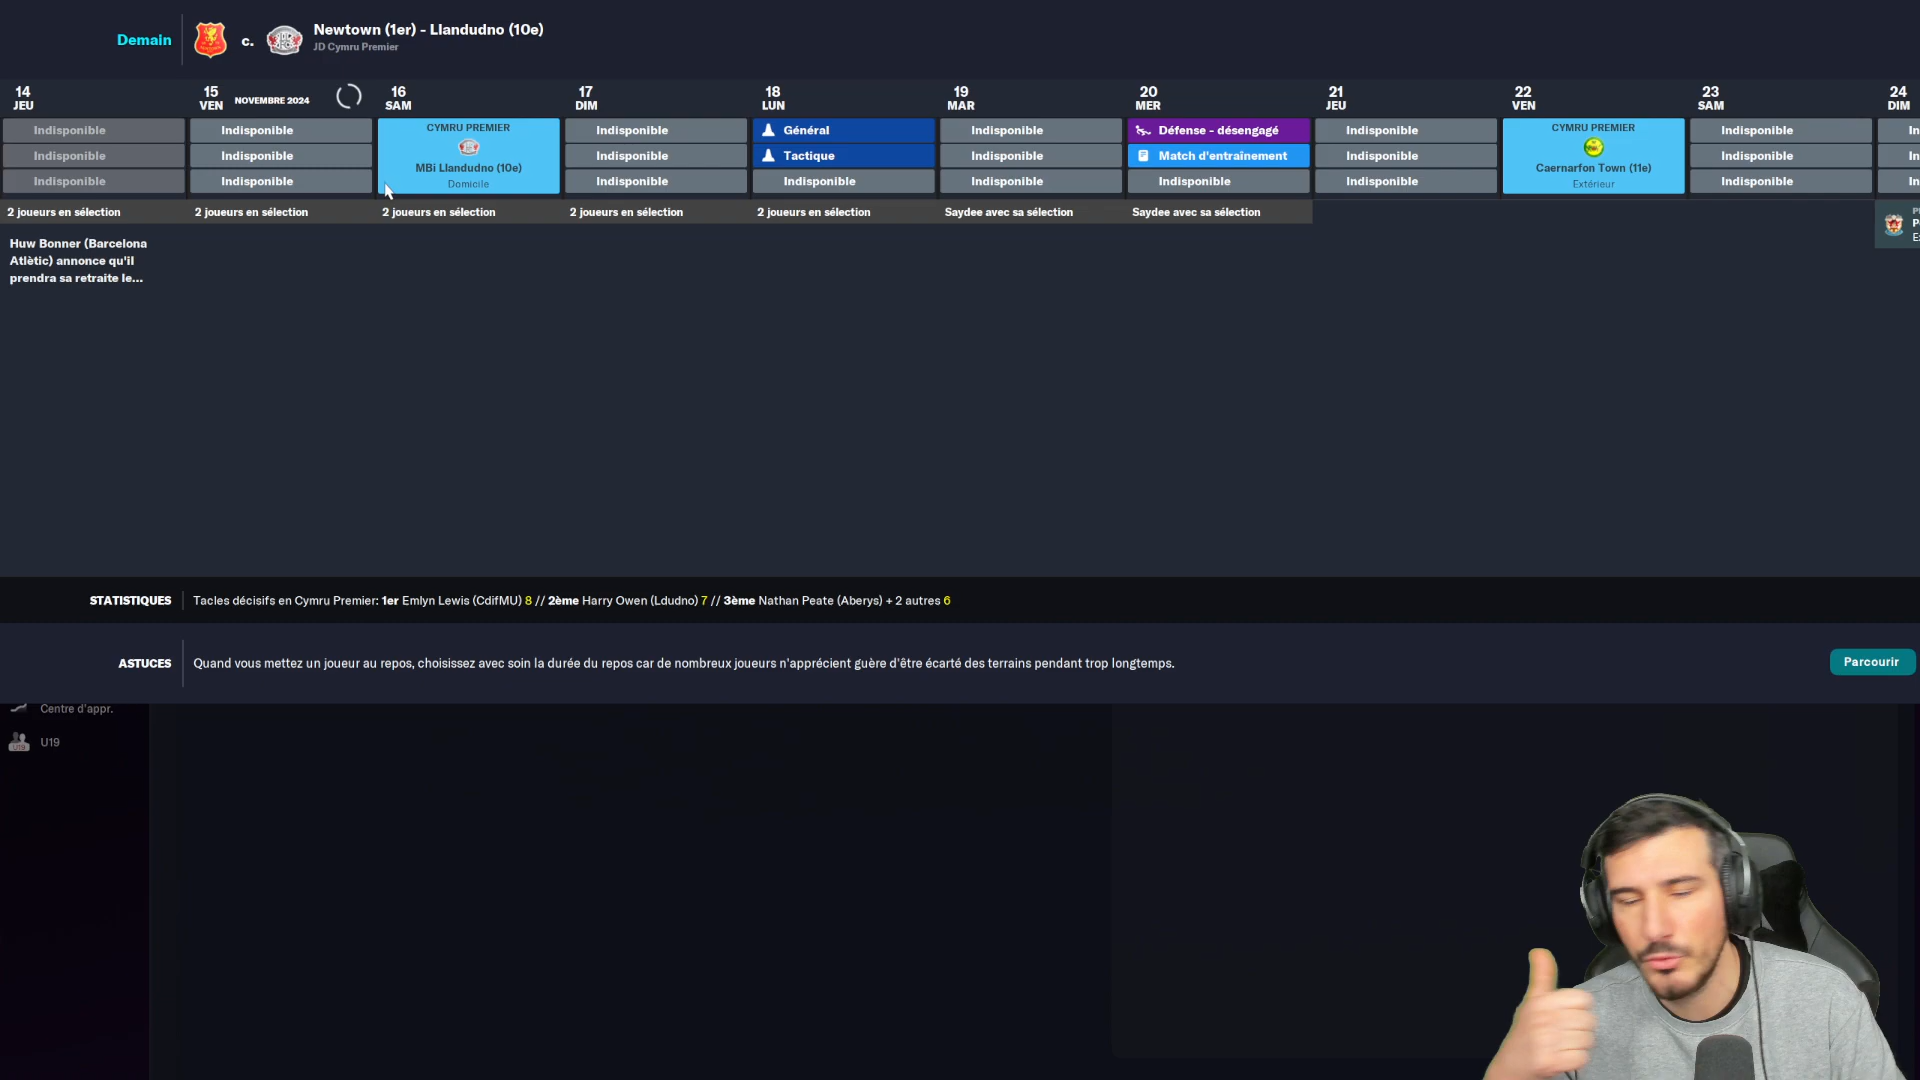 Demain
c.
Newtown (1er) - Llandudno (10e)
JD Cymru Premier
14
JEU
15
VEN
NOVEMBRE 2024
16
SAM
17
DIM
18
LUN
19
MAR
20
MER
21
JEU
22
VEN
23
SAM
24
DIM
Indisponible
Indisponible
CYMRU PREMIER
Indisponible
Général
Indisponible
Défense - désengagé
Indisponible
CYMRU PREMIER
Indisponible
Indisponible
Indisponible
MBi Llandudno (10e)
Indisponible
Tactique
Indisponible
Match d'entraînement
Indisponible
Caernarfon Town (11e)
Indisponible
Indisponible
Indisponible
Domicile
Indisponible
Indisponible
Indisponible
Indisponible
Indisponible
Extérieur
Indisponible
2 joueurs en sélection
2 joueurs en sélection
2 joueurs en sélection
2 joueurs en sélection
2 joueurs en sélection
Saydee avec sa sélection
Saydee avec sa sélection
Huw Bonner (Barcelona
Atlètic) annonce qu'il
prendra sa retraite le...
STATISTIQUES
Tacles décisifs en Cymru Premier: 1er Emlyn Lewis (CdifMU) 8 // 2ème Harry Owen (Ldudno) 7 // 3ème Nathan Peate (Aberys) + 2 autres 6
ASTUCES
Quand vous mettez un joueur au repos, choisissez avec soin la durée du repos car de nombreux joueurs n'apprécient guère d'être écarté des terrains pendant trop longtemps.
Parcourir
Centre d'appr.
U19